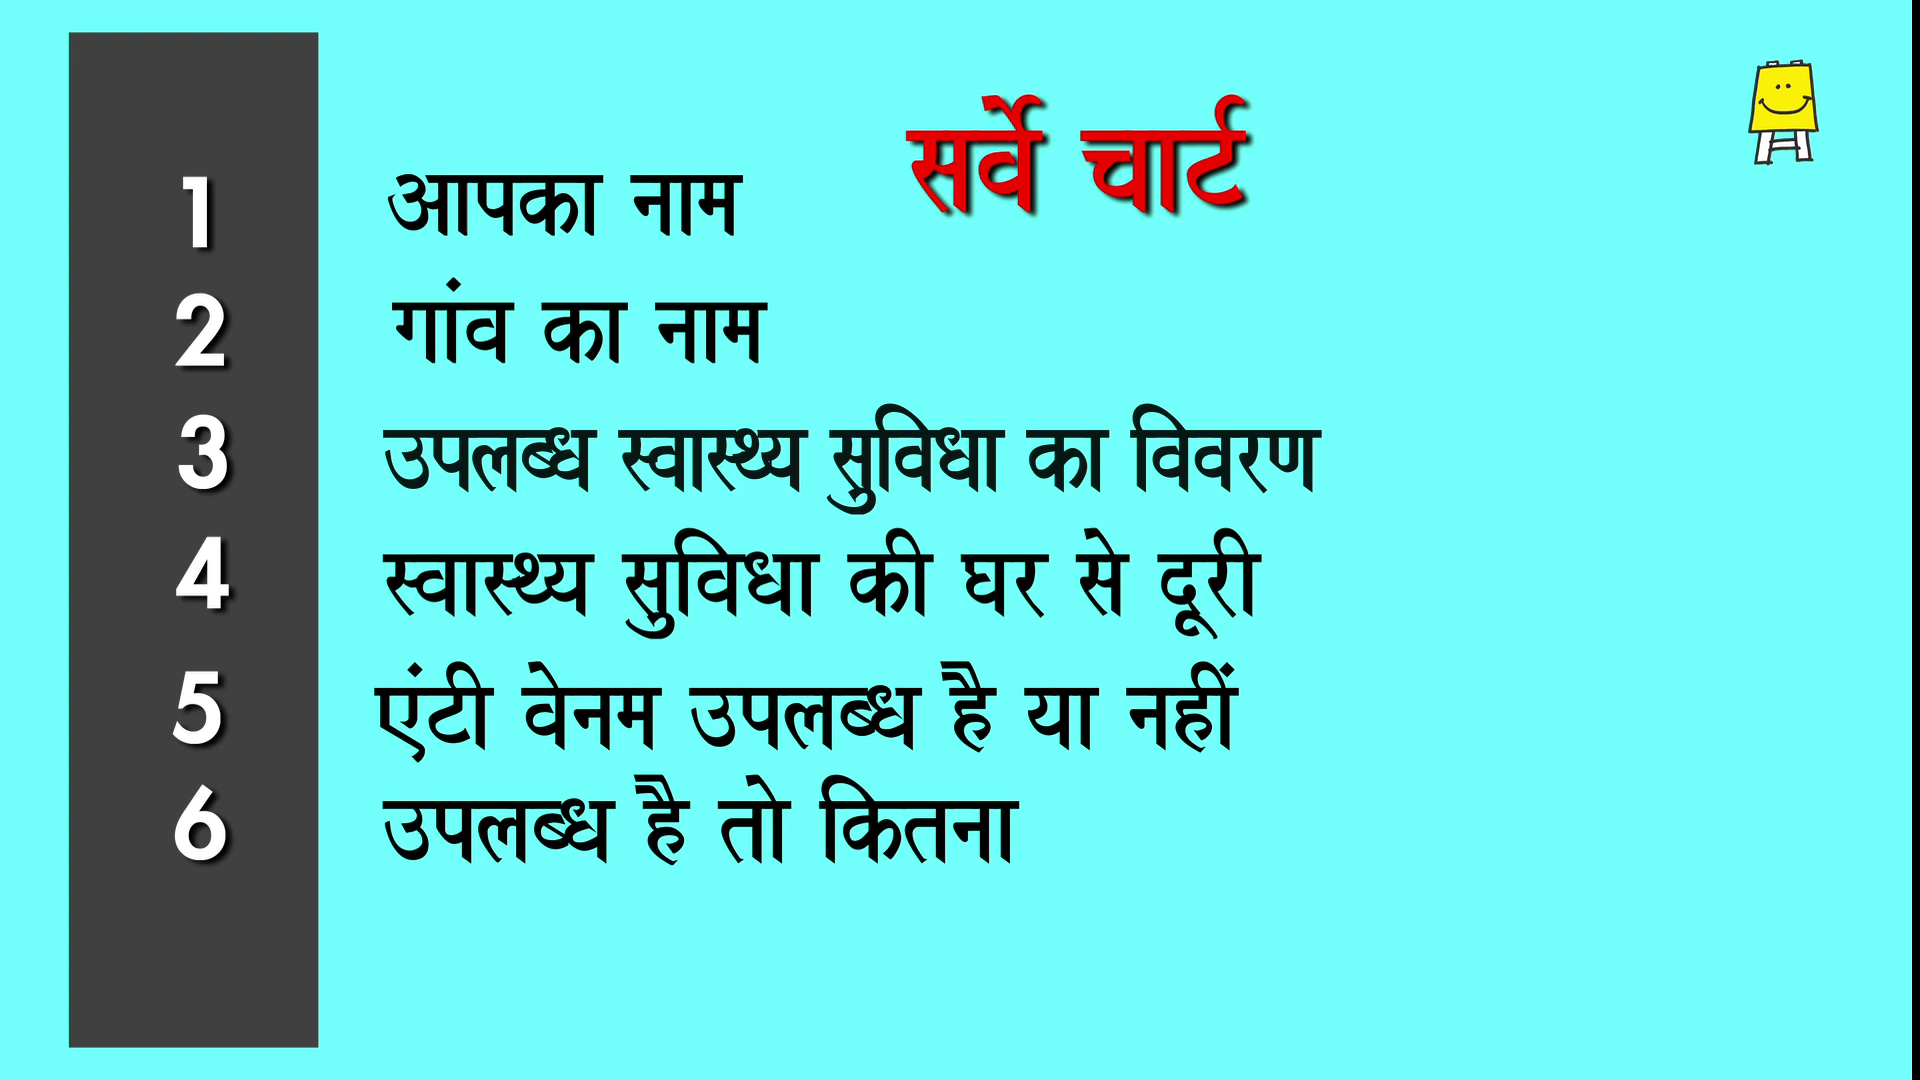 सर्वे चार्ट
1 आपका नाम
2 गांव का नाम
3 उपलब्ध स्वास्थ्य सुविधा का विवरण
4 स्वास्थ्य सुविधा की घर से दूरी
5 एंटी वेनम उपलब्ध है या नहीं
6 उपलब्ध है तो कितना